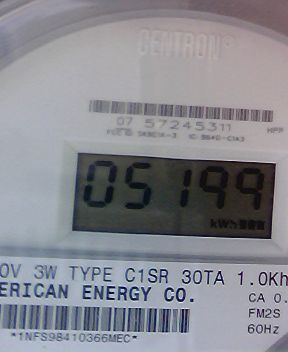 CENTRON®
07 57245311
HPP
05199
kWh
0V 3W TYPE C1SR 30TA 1.0Kh
ERICAN ENERGY CO.
CA 0.
FM2S
60Hz
*1NFS98410366MEC*